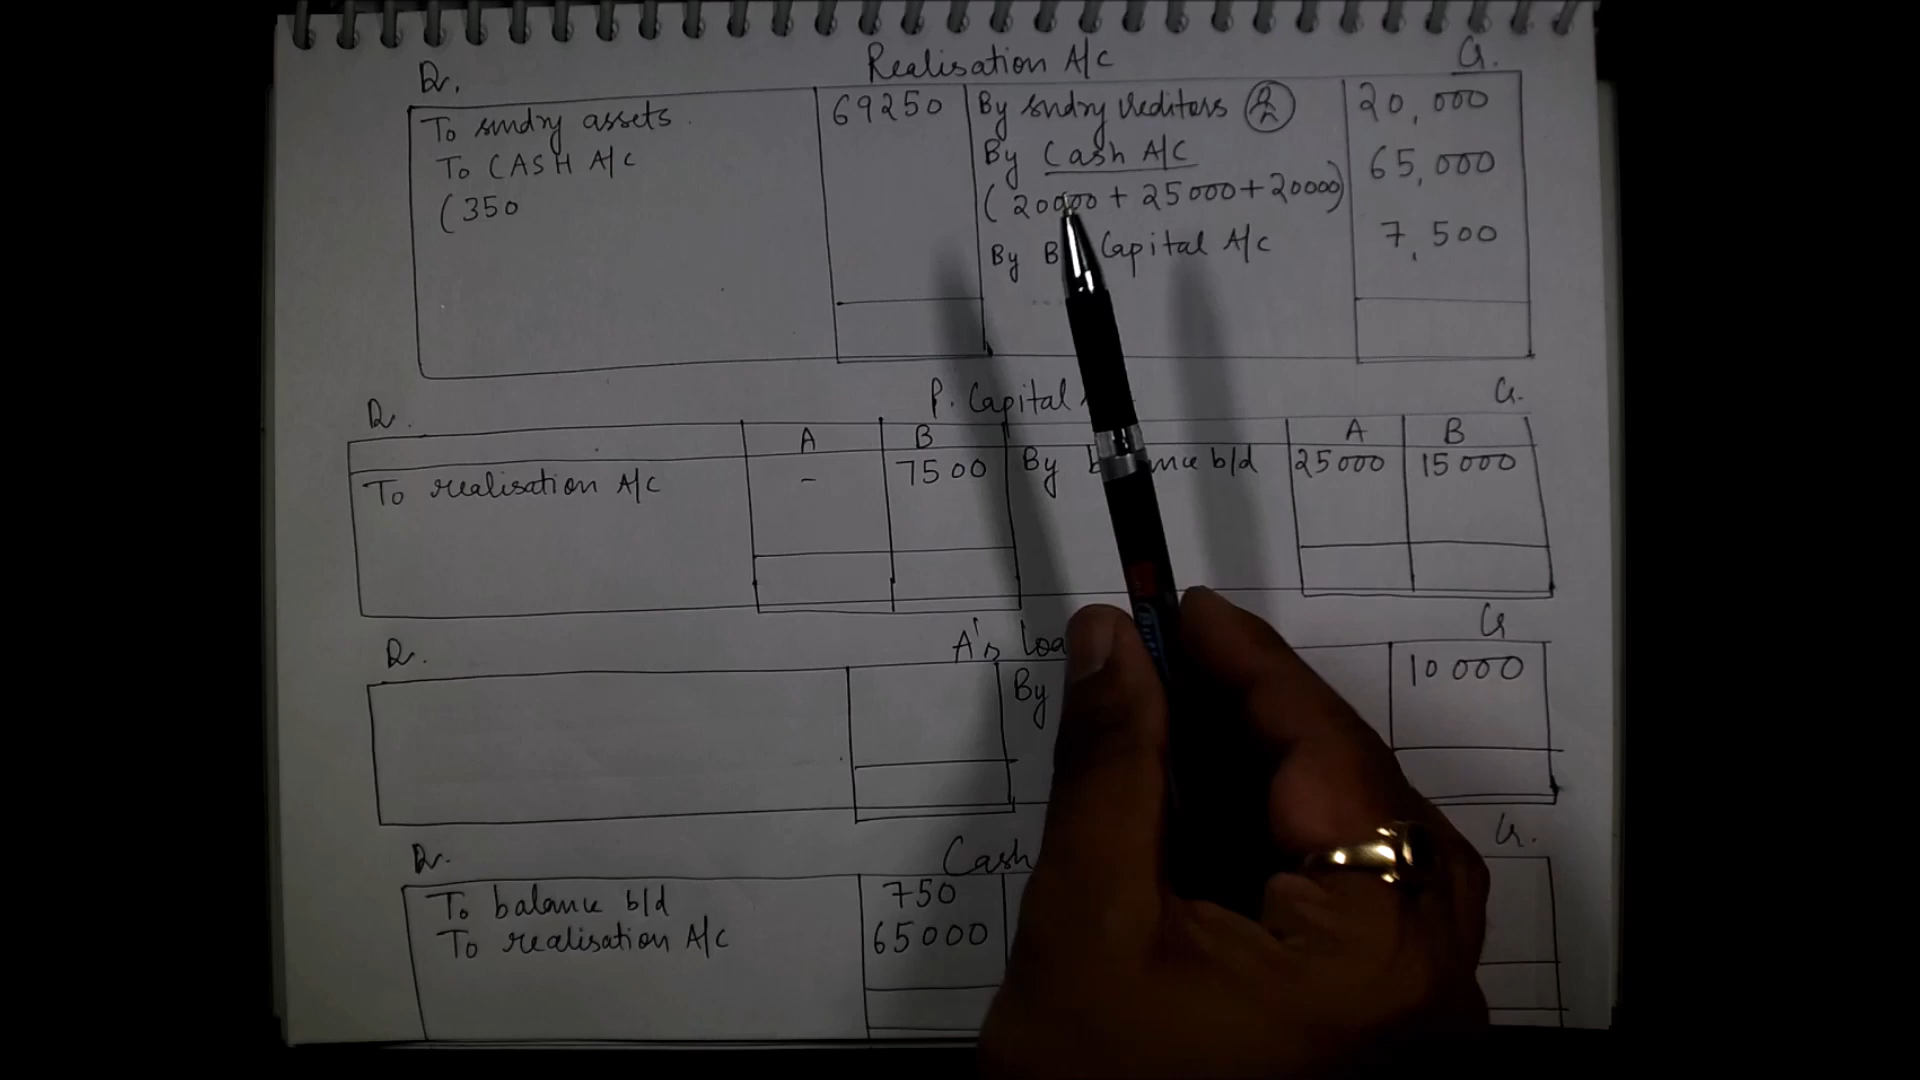 Realisation A/c
Dr. Cr.
To sundry assets 69250 By sndry creditors 20,000
To CASH A/c By Cash A/C 65,000
(350 (20000 + 25000 + 20000)
By B Capital A/c 7,500
P. Capital
Dr. Cr.
A B A B
To realisation A/c - 7500 By b/d 25000 15000
A's Loa
Dr. Cr
By 10000
Cash
Dr. Cr.
To balance b/d 750
To realisation A/c 65000